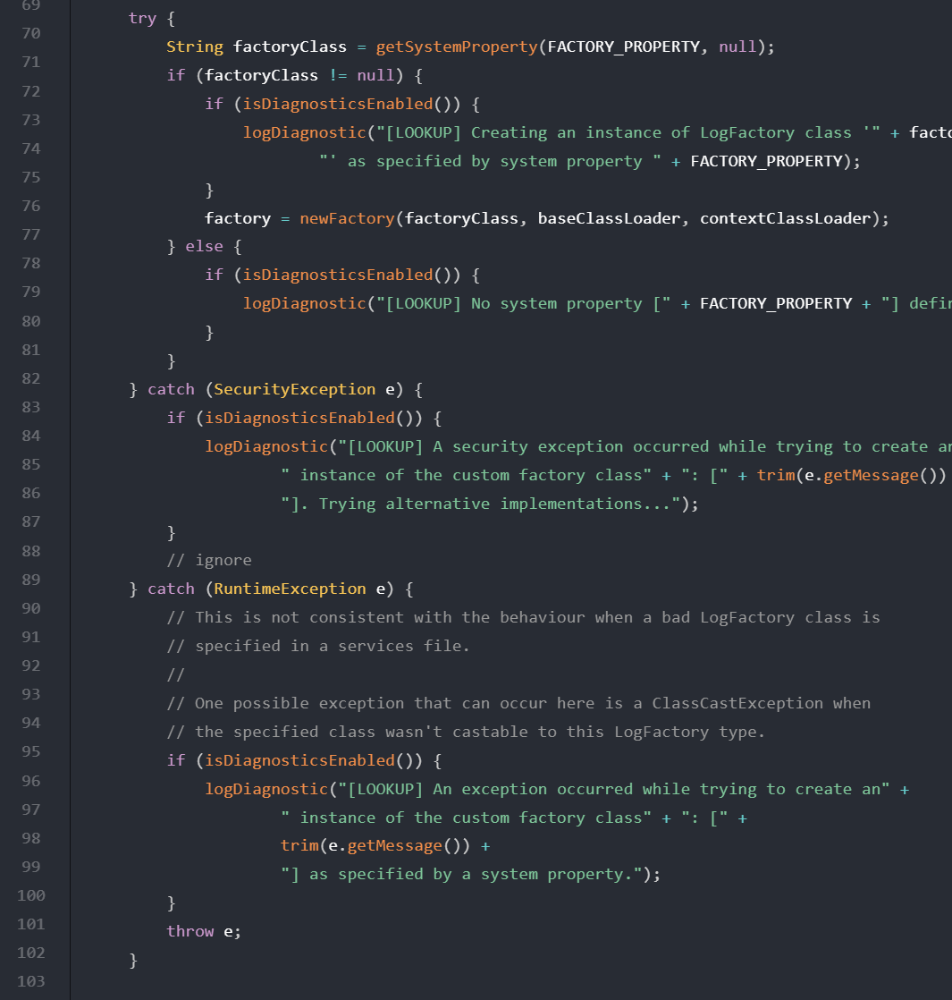 69
try {
70
String factoryClass = getSystemProperty(FACTORY_PROPERTY, null);
71
if (factoryClass != null) {
72
if (isDiagnosticsEnabled()) {
73
logDiagnostic("[LOOKUP] Creating an instance of LogFactory class '" +
74
"' as specified by system property " + FACTORY_PROPERTY);
75
}
76
factory = newFactory(factoryClass, baseClassLoader, contextClassLoader);
77
} else {
78
if (isDiagnosticsEnabled()) {
79
logDiagnostic("[LOOKUP] No system property [" + FACTORY_PROPERTY + "]
80
}
81
}
82
} catch (SecurityException e) {
83
if (isDiagnosticsEnabled()) {
84
logDiagnostic("[LOOKUP] A security exception occurred while trying to create
85
" instance of the custom factory class" + ": [" + trim(e.getMessage())
86
"]. Trying alternative implementations...");
87
}
88
// ignore
89
} catch (RuntimeException e) {
90
// This is not consistent with the behaviour when a bad LogFactory class is
91
// specified in a services file.
92
//
93
// One possible exception that can occur here is a ClassCastException when
94
// the specified class wasn't castable to this LogFactory type.
95
if (isDiagnosticsEnabled()) {
96
logDiagnostic("[LOOKUP] An exception occurred while trying to create an" +
97
" instance of the custom factory class" + ": [" +
98
trim(e.getMessage()) +
99
"] as specified by a system property.");
100
}
101
throw e;
102
}
103